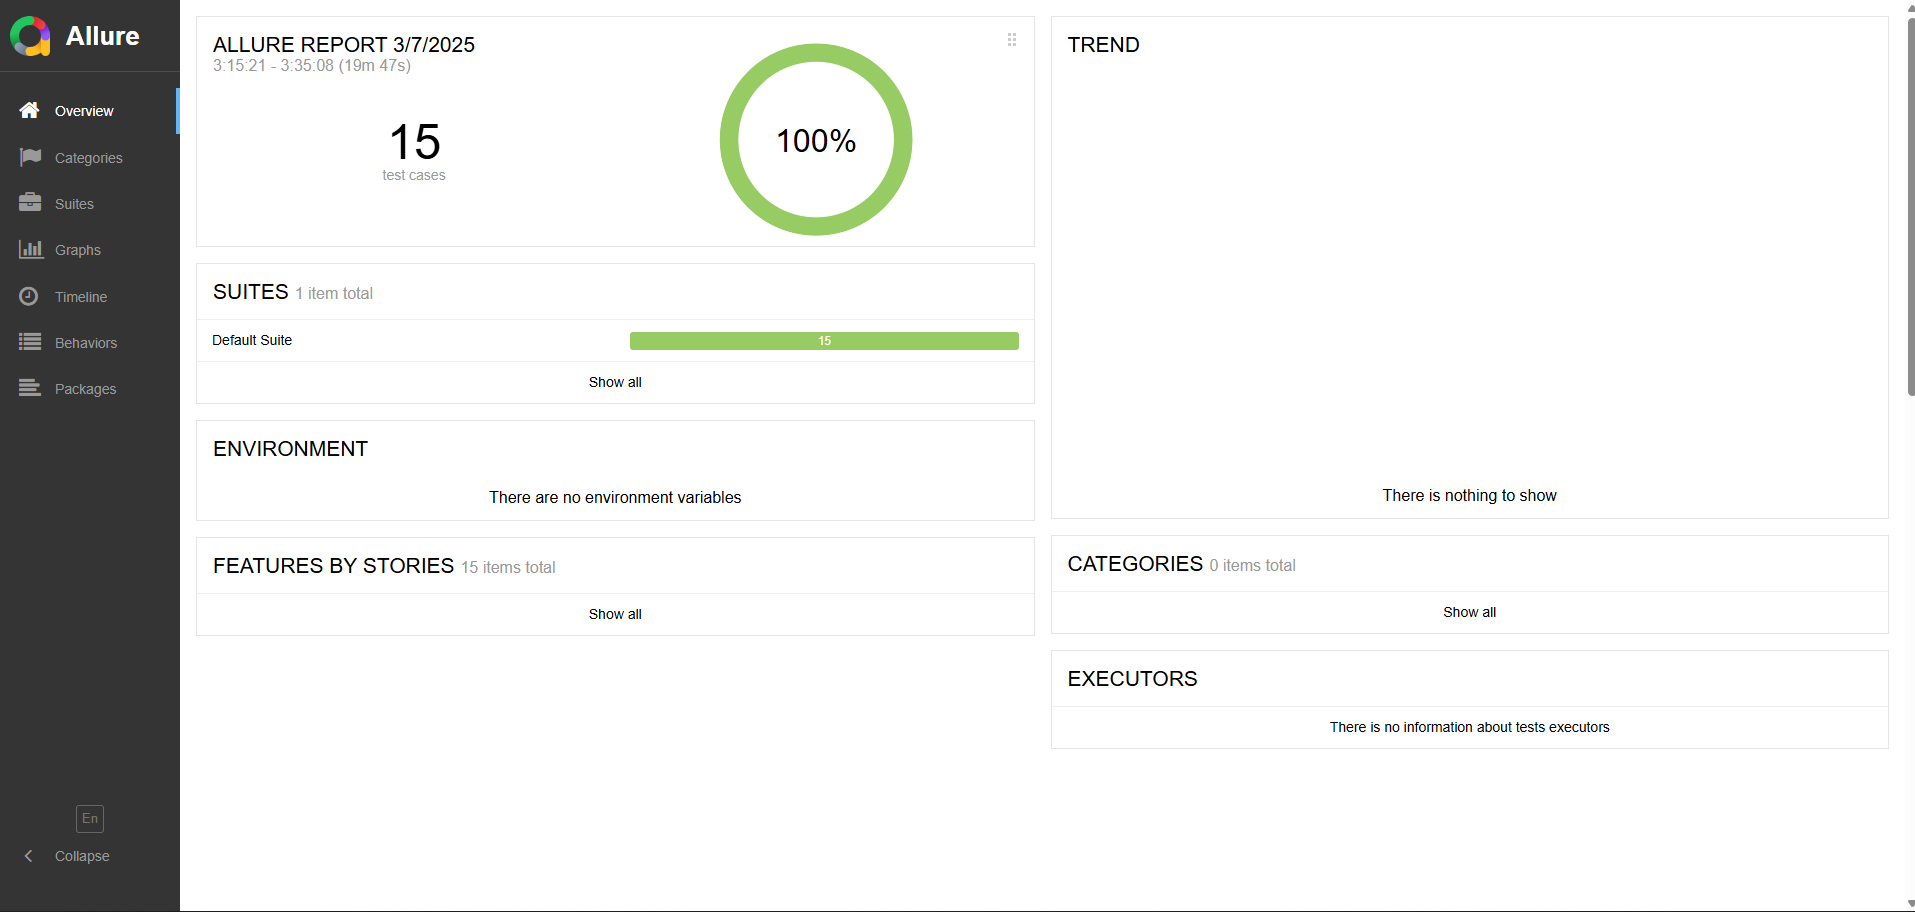 Allure
Overview
Categories
Suites
Graphs
Timeline
Behaviors
Packages
En
Collapse
ALLURE REPORT 3/7/2025
3:15:21 - 3:35:08 (19m 47s)
15
test cases
100%
SUITES 1 item total
Default Suite
15
Show all
ENVIRONMENT
There are no environment variables
FEATURES BY STORIES 15 items total
Show all
TREND
There is nothing to show
CATEGORIES 0 items total
Show all
EXECUTORS
There is no information about tests executors